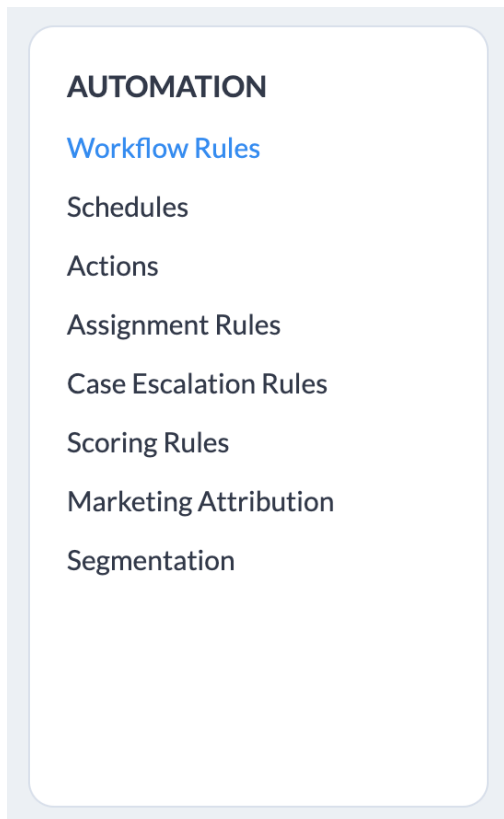 AUTOMATION
Workflow Rules
Schedules
Actions
Assignment Rules
Case Escalation Rules
Scoring Rules
Marketing Attribution
Segmentation